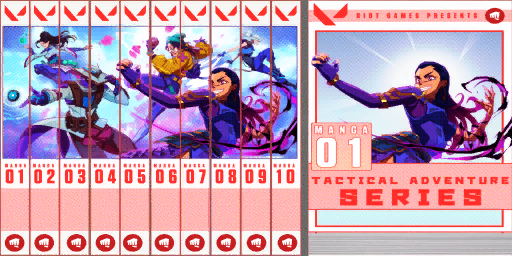 MANGA MANGA MANGA MANGA MANGA MANGA MANGA MANGA MANGA MANGA
01 02 03 04 05 06 07 08 09 10
RIOT GAMES PRESENTS
MANGA
01
TACTICAL ADVENTURE
SERIES